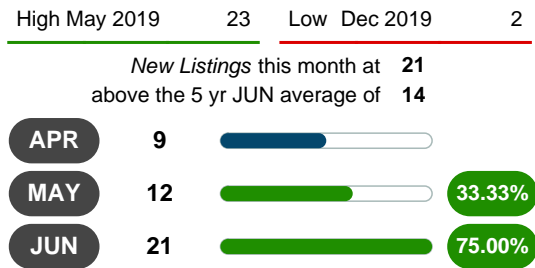 High May 2019 23 Low Dec 2019 2
New Listings this month at 21
above the 5 yr JUN average of 14
APR 9
MAY 12 33.33%
JUN 21 75.00%